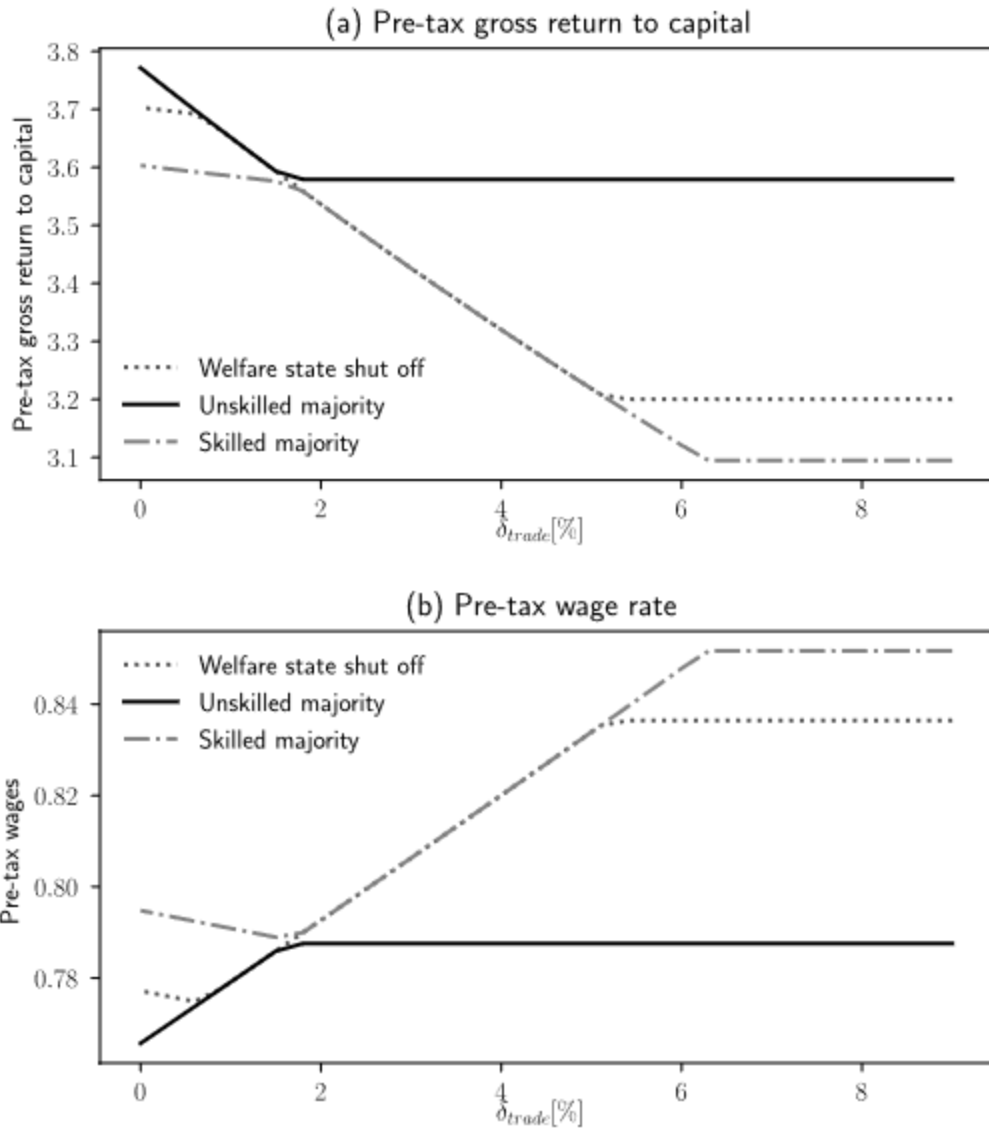 (a) Pre-tax gross return to capital
Pre-tax gross return to capital
3.8
3.7
3.6
3.5
3.4
3.3
3.2
3.1
Welfare state shut off
Unskilled majority
Skilled majority
0 2 4 6 8
δtrade[%]
(b) Pre-tax wage rate
Pre-tax wages
Welfare state shut off
Unskilled majority
Skilled majority
0.84
0.82
0.80
0.78
0 2 4 6 8
δtrade[%]